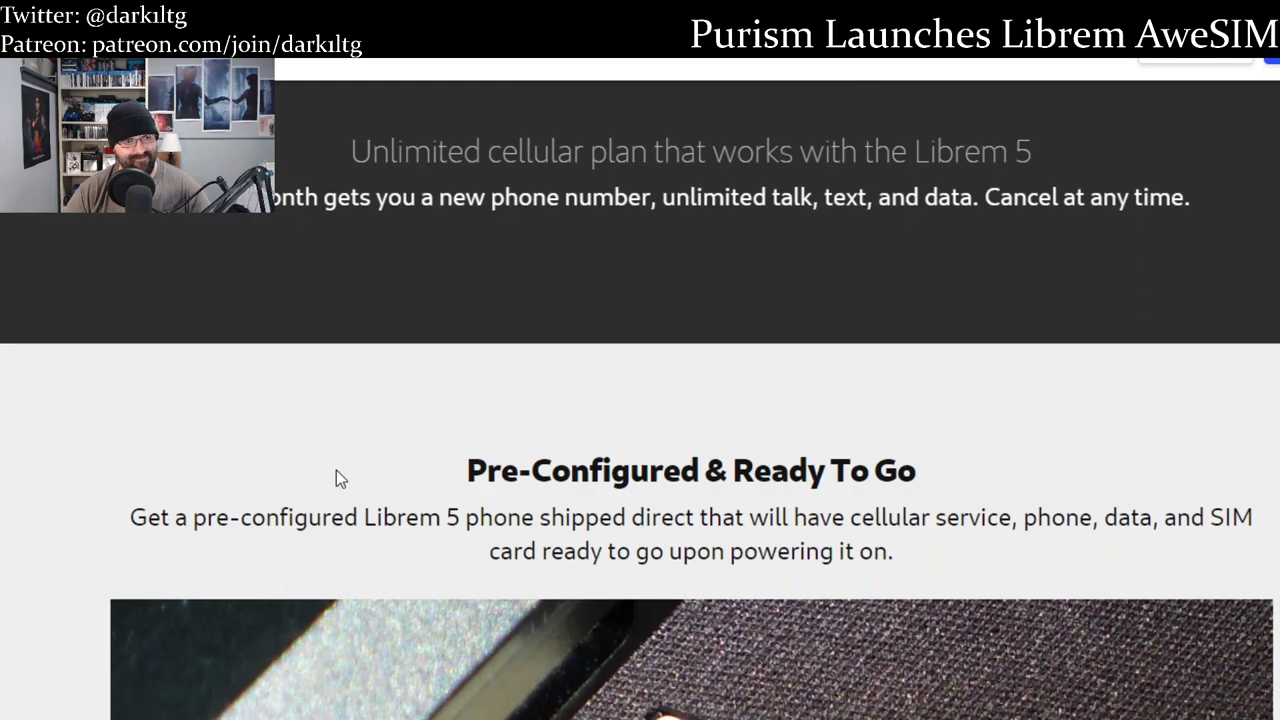 Twitter: @darkıltg
Patreon: patreon.com/join/darkıltg
Purism Launches Librem AweSIM
Unlimited cellular plan that works with the Librem 5
onth gets you a new phone number, unlimited talk, text, and data. Cancel at any time.
Pre-Configured & Ready To Go
Get a pre-configured Librem 5 phone shipped direct that will have cellular service, phone, data, and SIM
card ready to go upon powering it on.